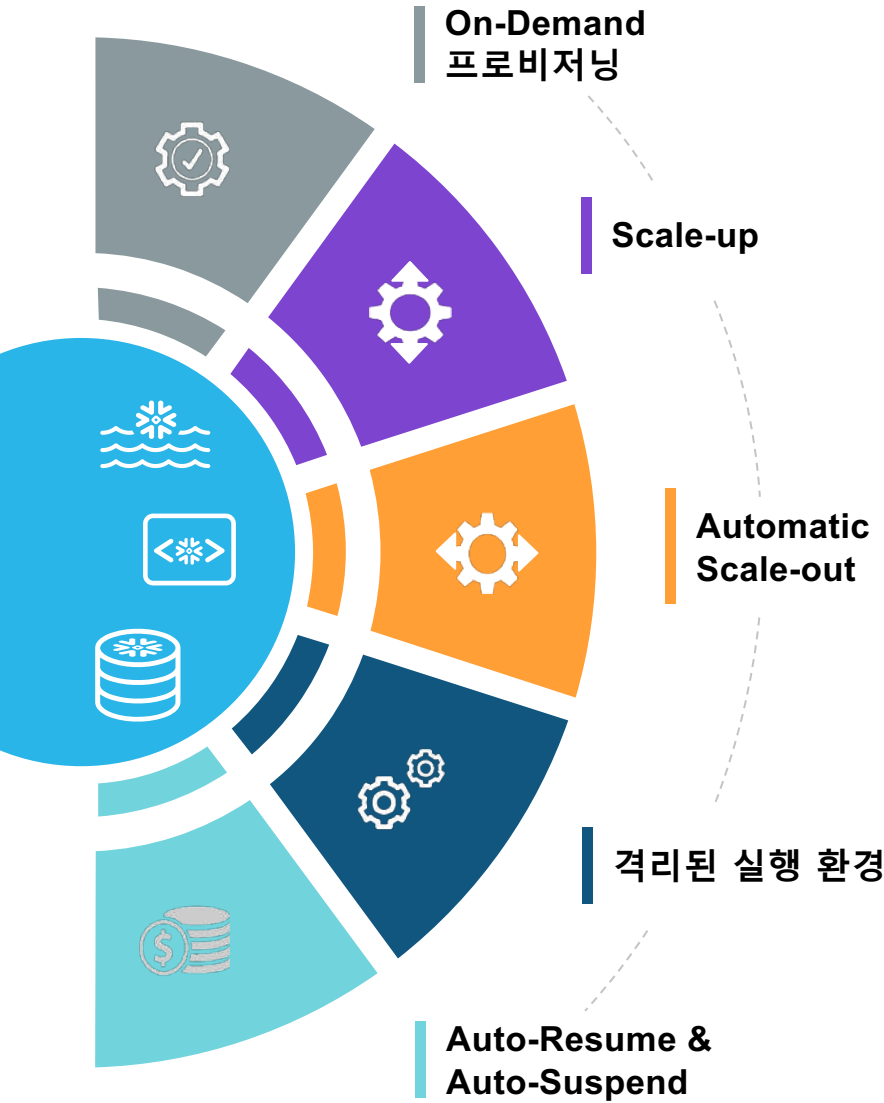 On-Demand
프로비저닝
Scale-up
Automatic
Scale-out
격리된 실행 환경
Auto-Resume &
Auto-Suspend